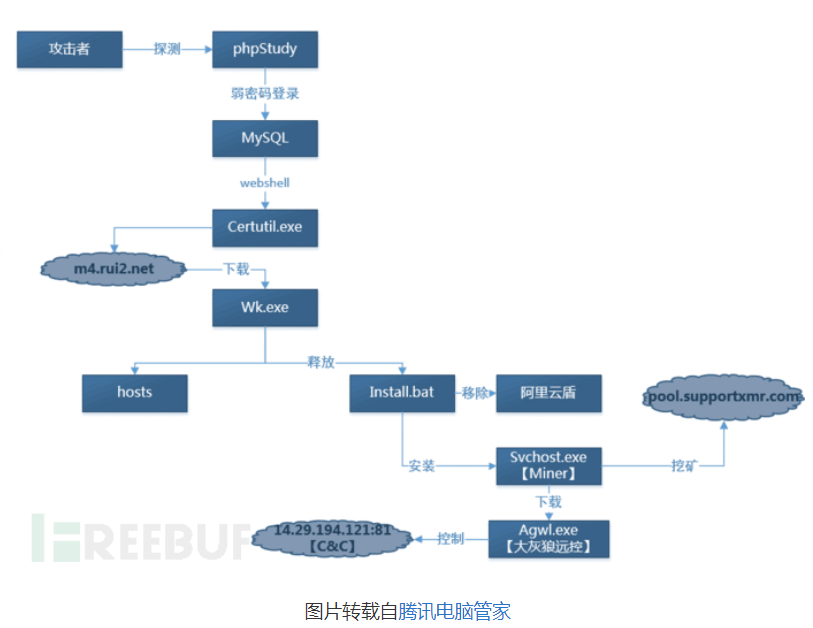 攻击者
探测
phpStudy
弱密码登录
MySQL
webshell
Certutil.exe
m4.rui2.net
下载
Wk.exe
释放
hosts
Install.bat
移除
阿里云盾
pool.supportxmr.com
安装
Svchost.exe
【Miner】
挖矿
下载
Agwl.exe
【大灰狼远控】
控制
14.29.194.121:81
【C&C】
FREEBUF
图片转载自腾讯电脑管家